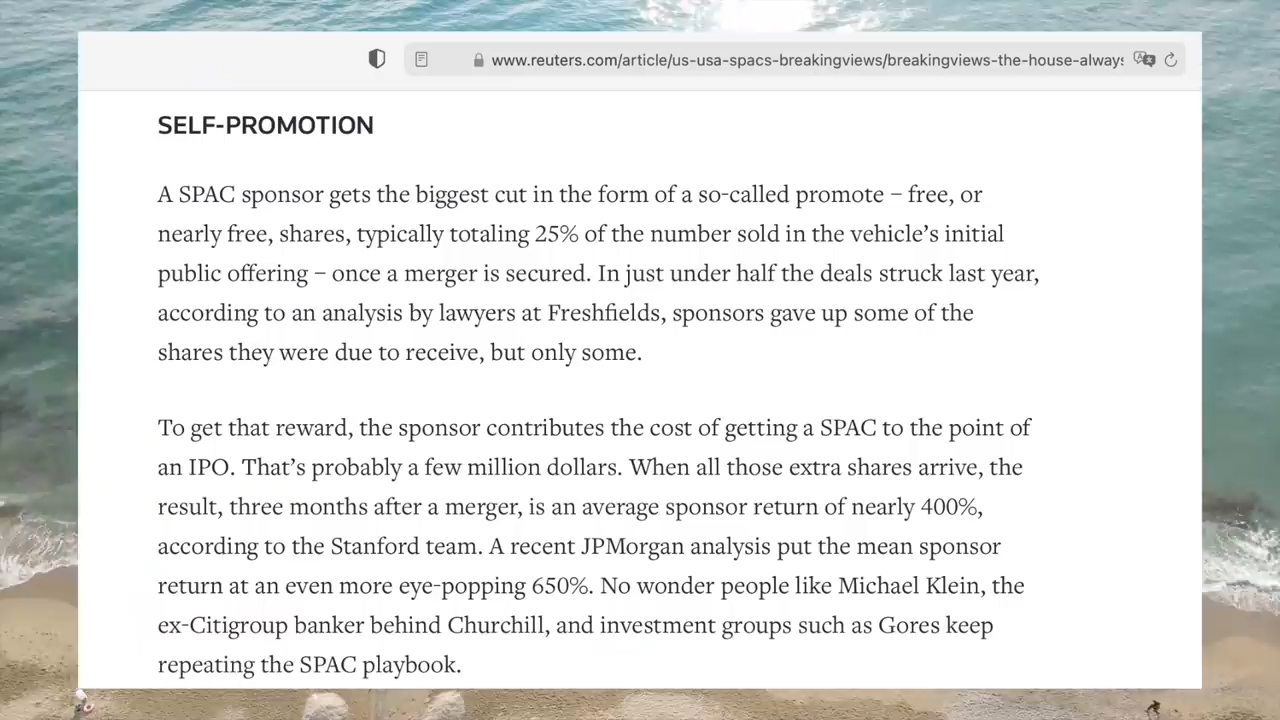 www.reuters.com/article/us-usa-spacs-breakingviews/breakingviews-the-house-always
SELF-PROMOTION
A SPAC sponsor gets the biggest cut in the form of a so-called promote – free, or
nearly free, shares, typically totaling 25% of the number sold in the vehicle’s initial
public offering – once a merger is secured. In just under half the deals struck last year,
according to an analysis by lawyers at Freshfields, sponsors gave up some of the
shares they were due to receive, but only some.
To get that reward, the sponsor contributes the cost of getting a SPAC to the point of
an IPO. That’s probably a few million dollars. When all those extra shares arrive, the
result, three months after a merger, is an average sponsor return of nearly 400%,
according to the Stanford team. A recent JPMorgan analysis put the mean sponsor
return at an even more eye-popping 650%. No wonder people like Michael Klein, the
ex-Citigroup banker behind Churchill, and investment groups such as Gores keep
repeating the SPAC playbook.